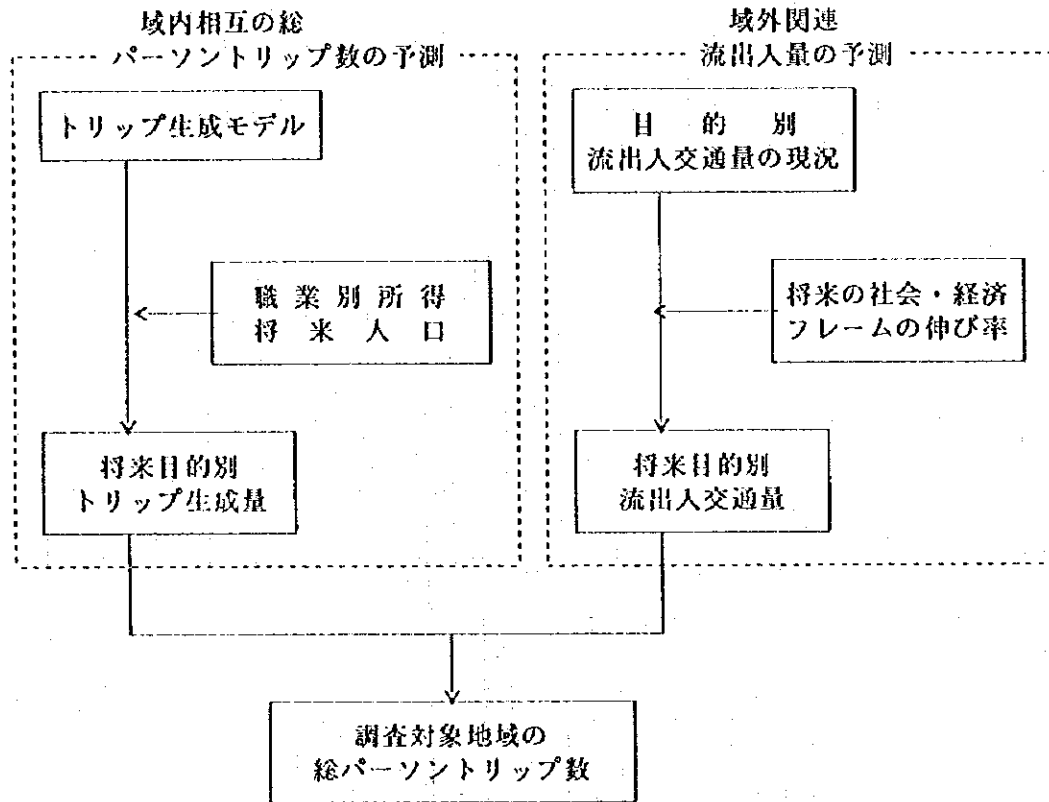 域内相互の総
パーソントリップ数の予測
トリップ生成モデル
職業別所得
将来人口
将来目的別
トリップ生成量
域外関連
流出入量の予測
目的別
流出入交通量の現況
将来の社会・経済
フレームの伸び率
将来目的別
流出入交通量
調査対象地域の
総パーソントリップ数